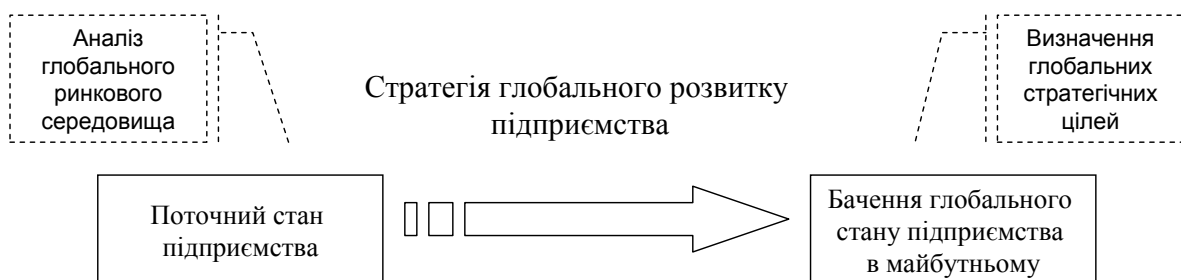 Аналіз
глобального
ринкового
середовища
Стратегія глобального розвитку
підприємства
Визначення
глобальних
стратегічних
цілей
Поточний стан
підприємства
Бачення глобального
стану підприємства
в майбутньому